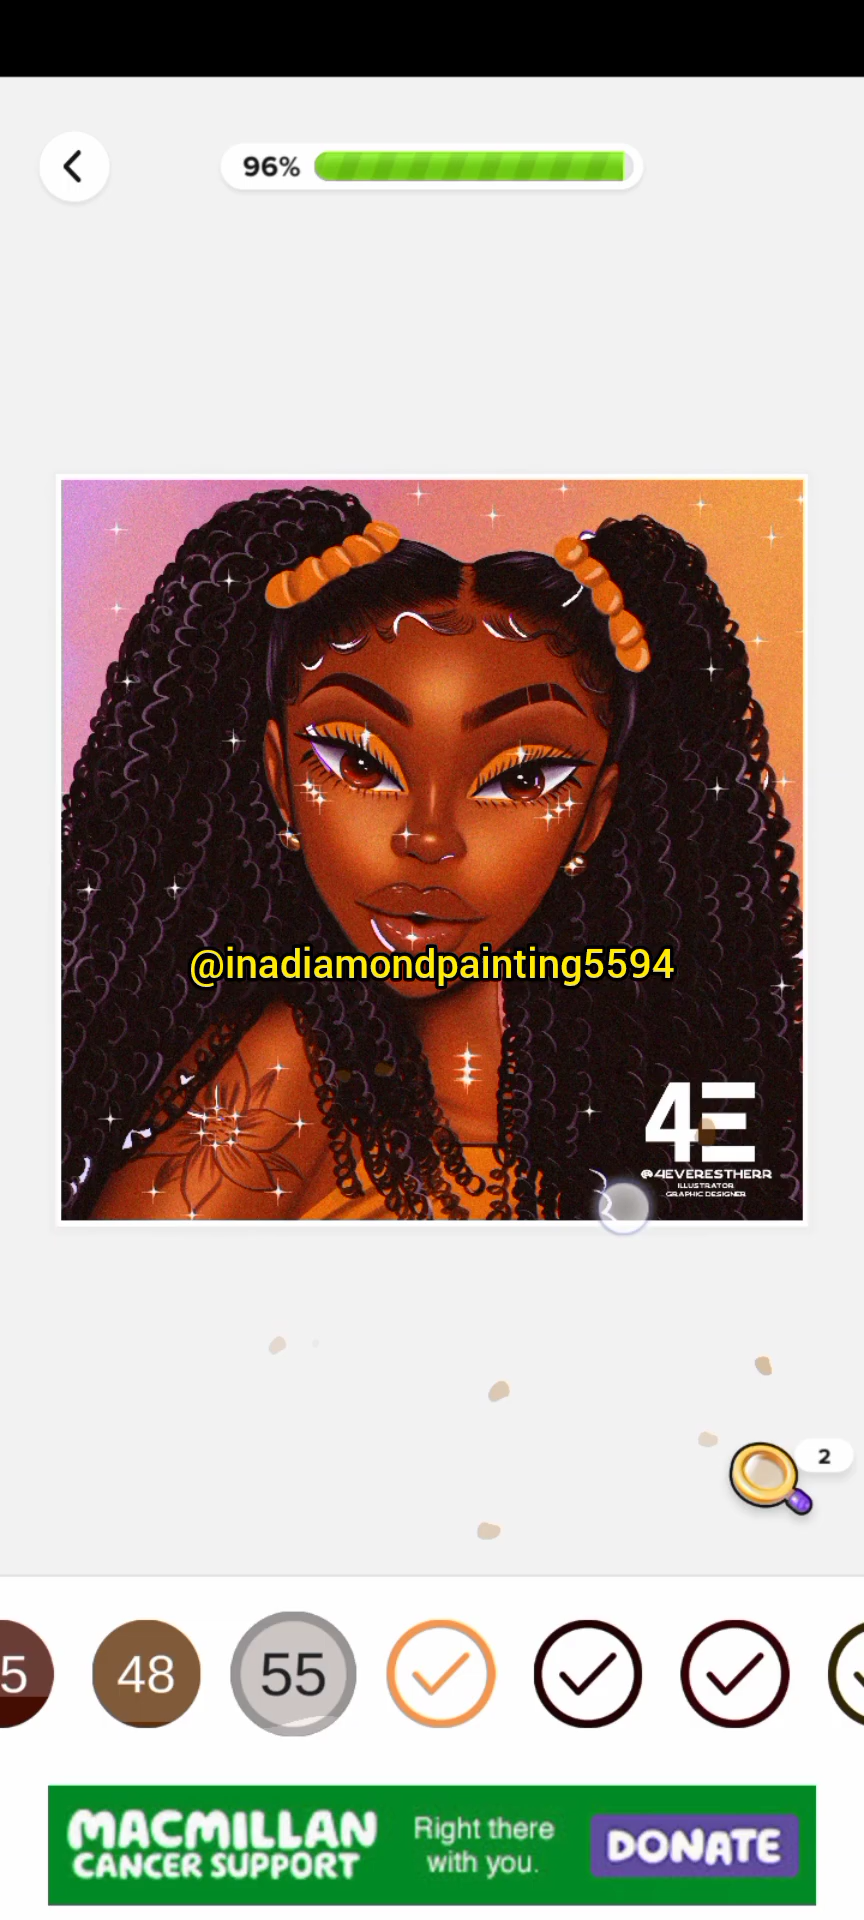 96%
@inadiamondpainting5594
4E
@4EVERESTHERR
ILLUSTRATOR
GRAPHIC DESIGNER
2
5
48
55
MACMILLAN
CANCER SUPPORT
Right there
with you.
DONATE